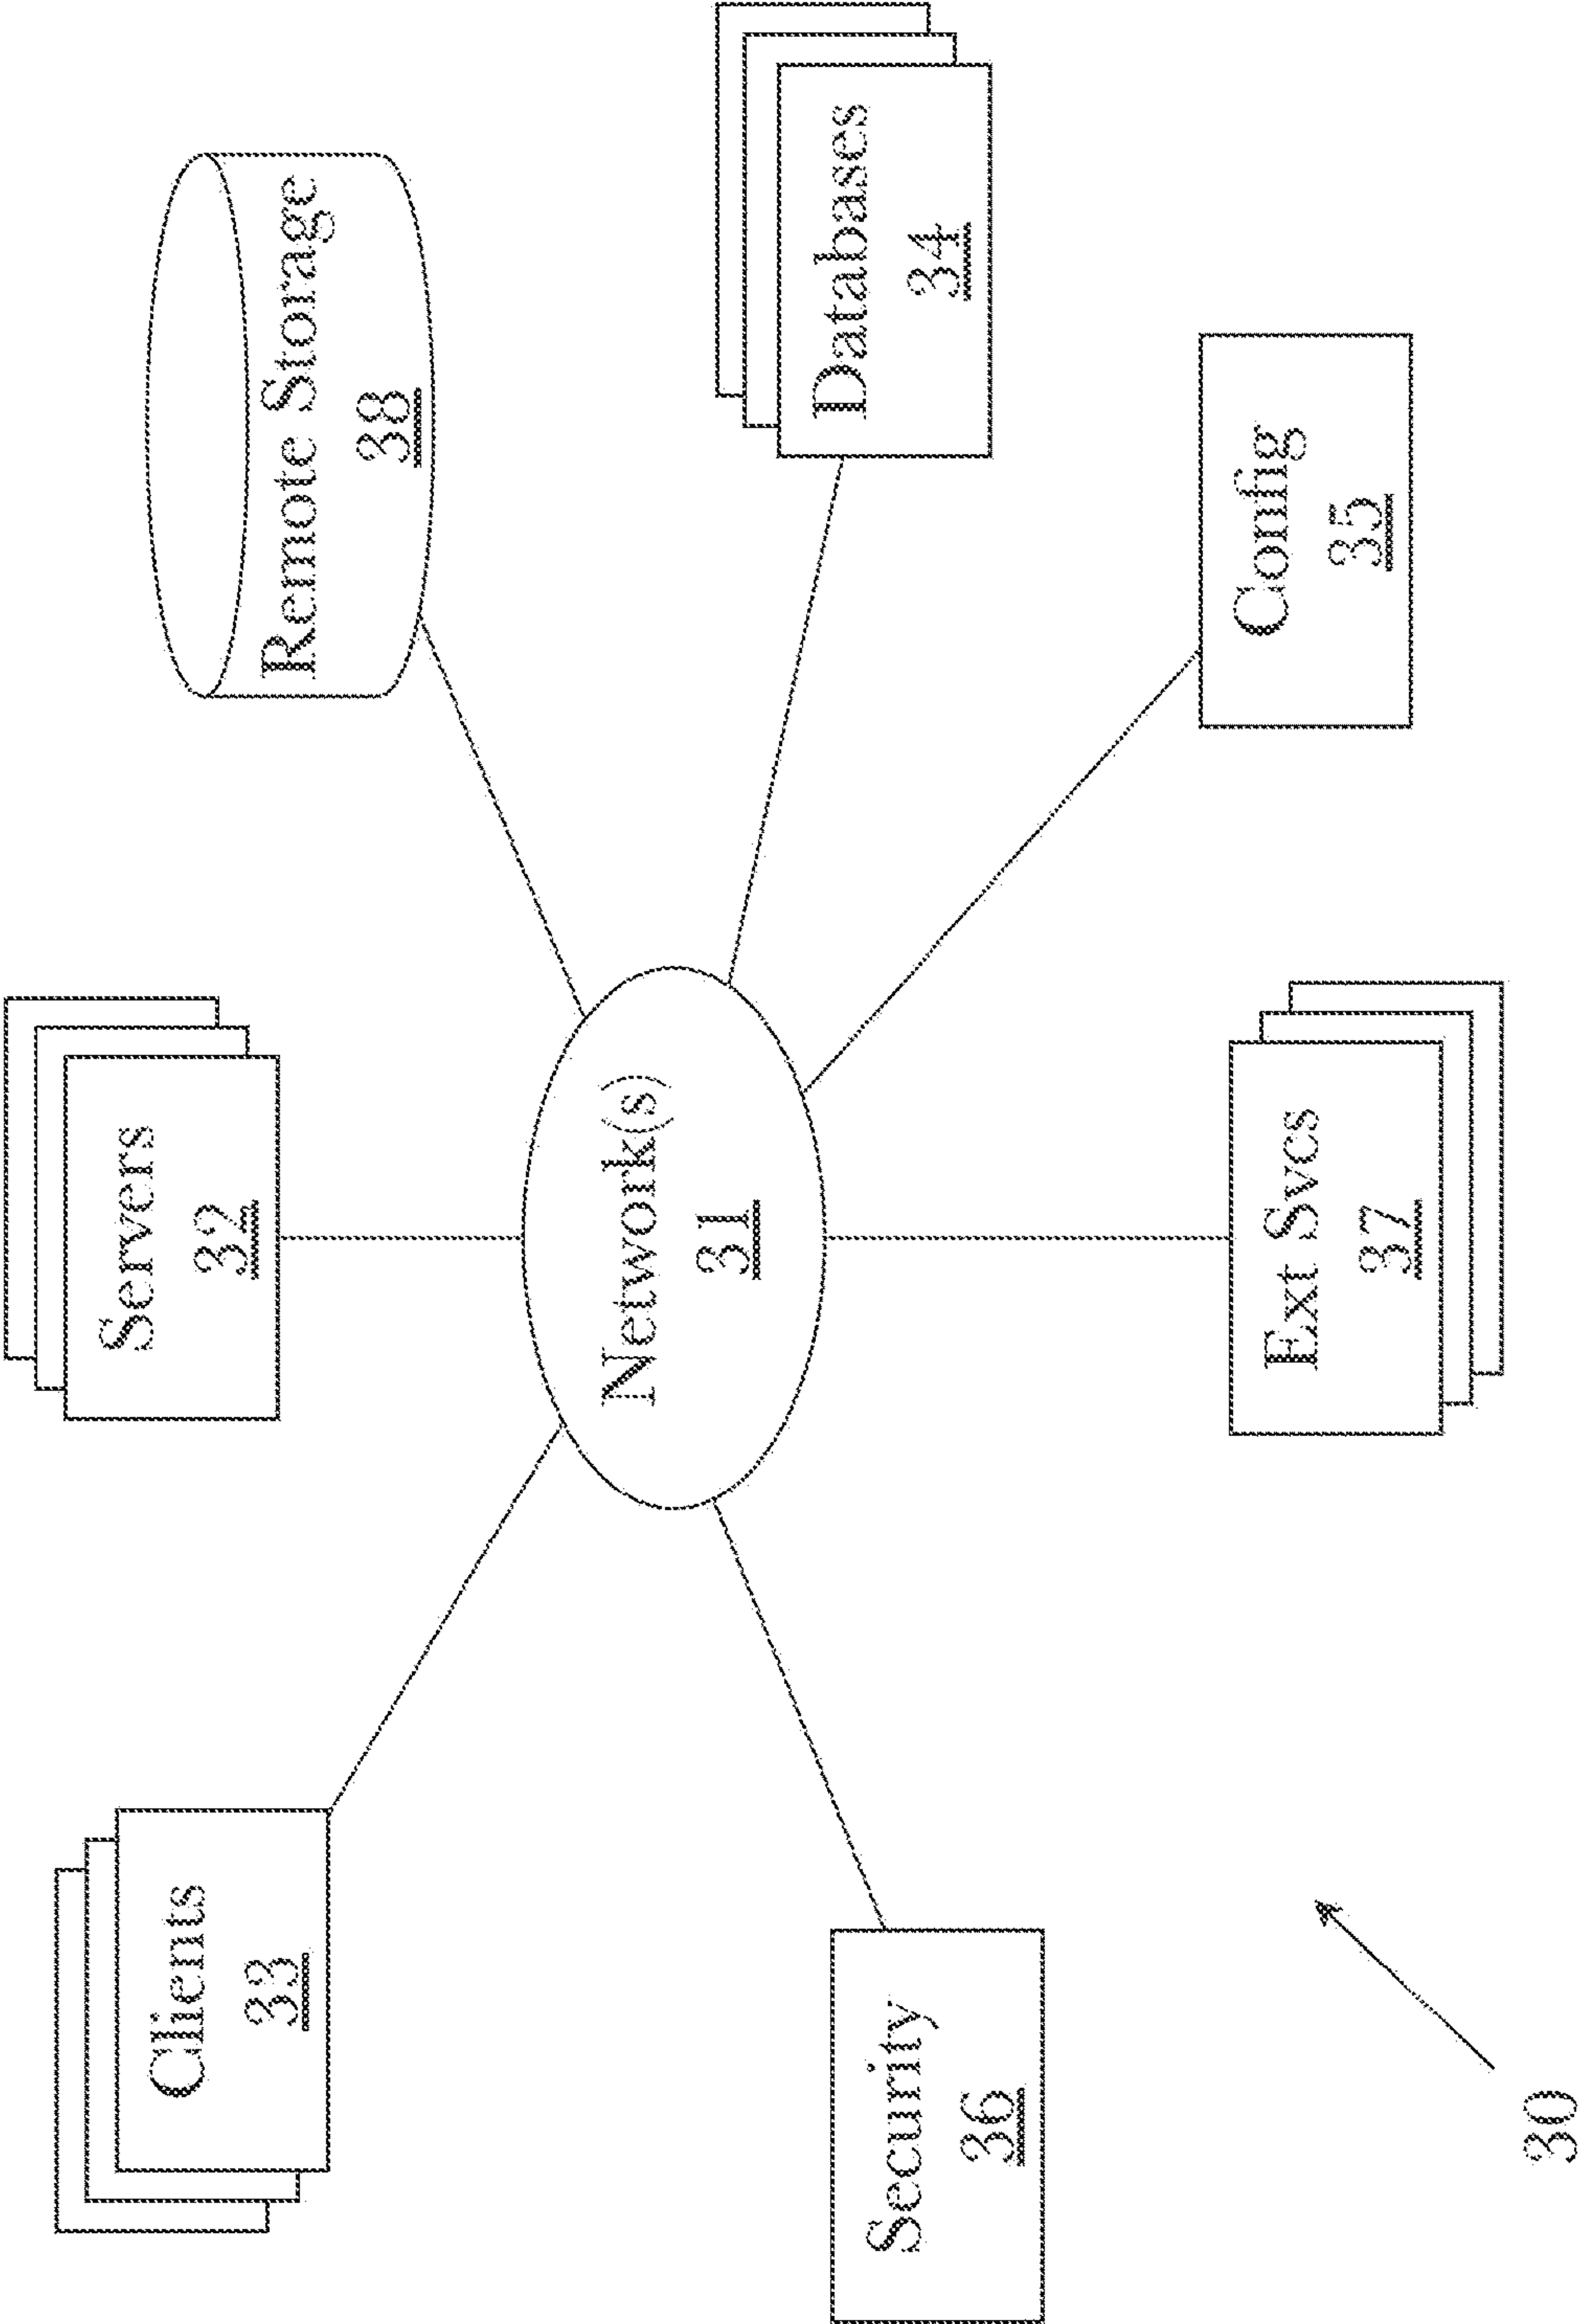 Servers
32
Clients
33
Remote Storage
38
Network(s)
31
Databases
34
Security
36
Config
35
Ext Svcs
37
30